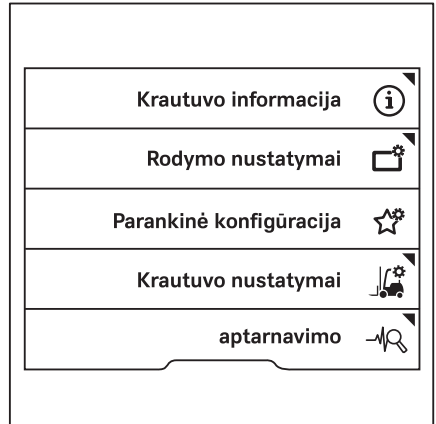 Krautuvo informacija
Rodymo nustatymai
Parankinė konfigūracija
Krautuvo nustatymai
aptarnavimo